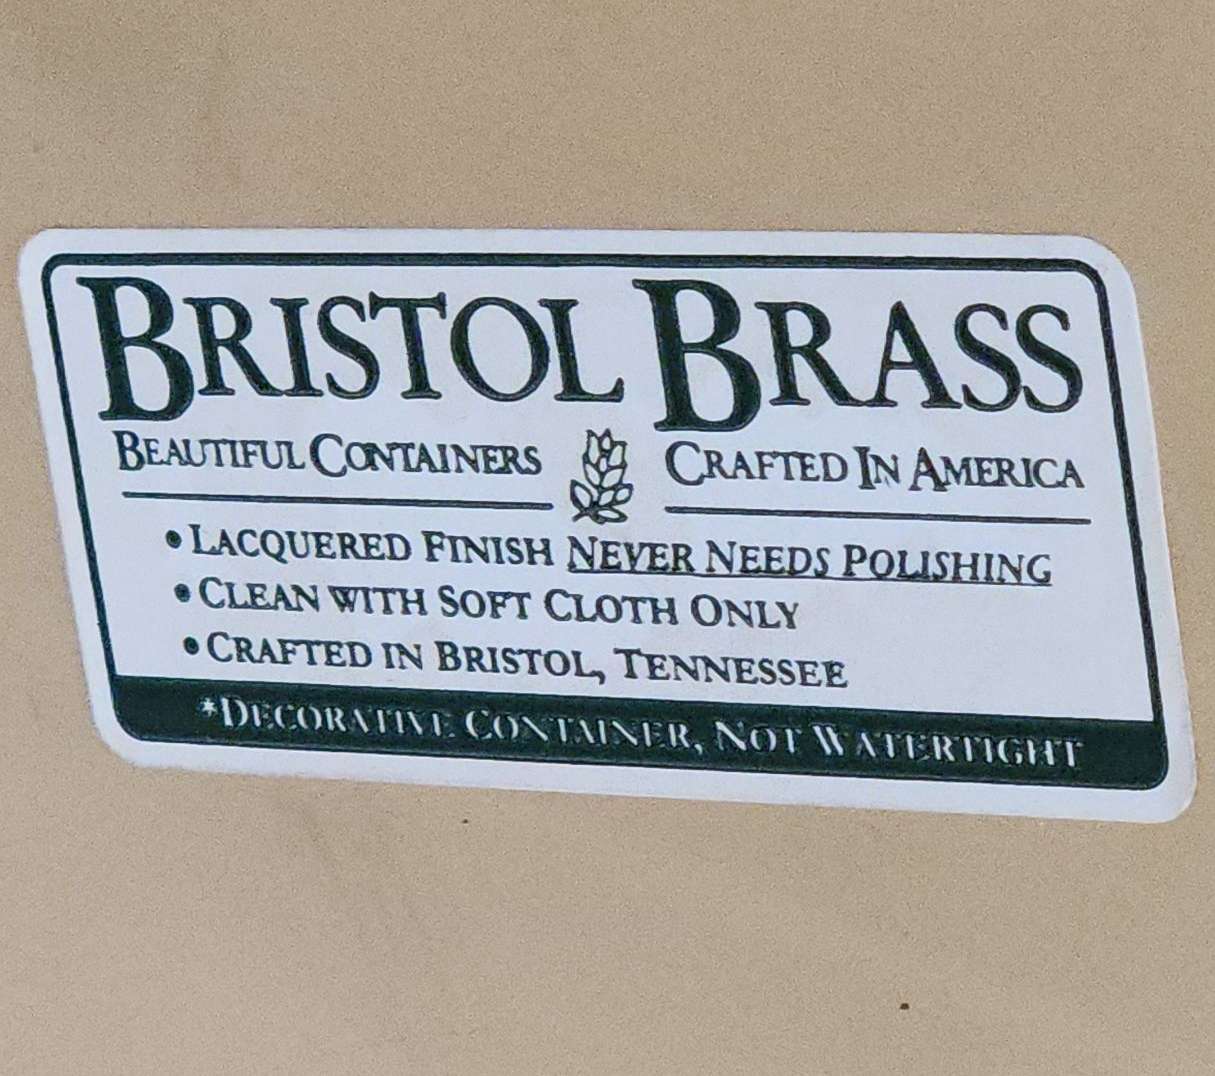 BRISTOL BRASS
BEAUTIFUL CONTAINERS CRAFTED IN AMERICA
• LACQUERED FINISH NEVER NEEDS POLISHING
• CLEAN WITH SOFT CLOTH ONLY
• CRAFTED IN BRISTOL, TENNESSEE
*DECORATIVE CONTAINER, NOT WATERTIGHT